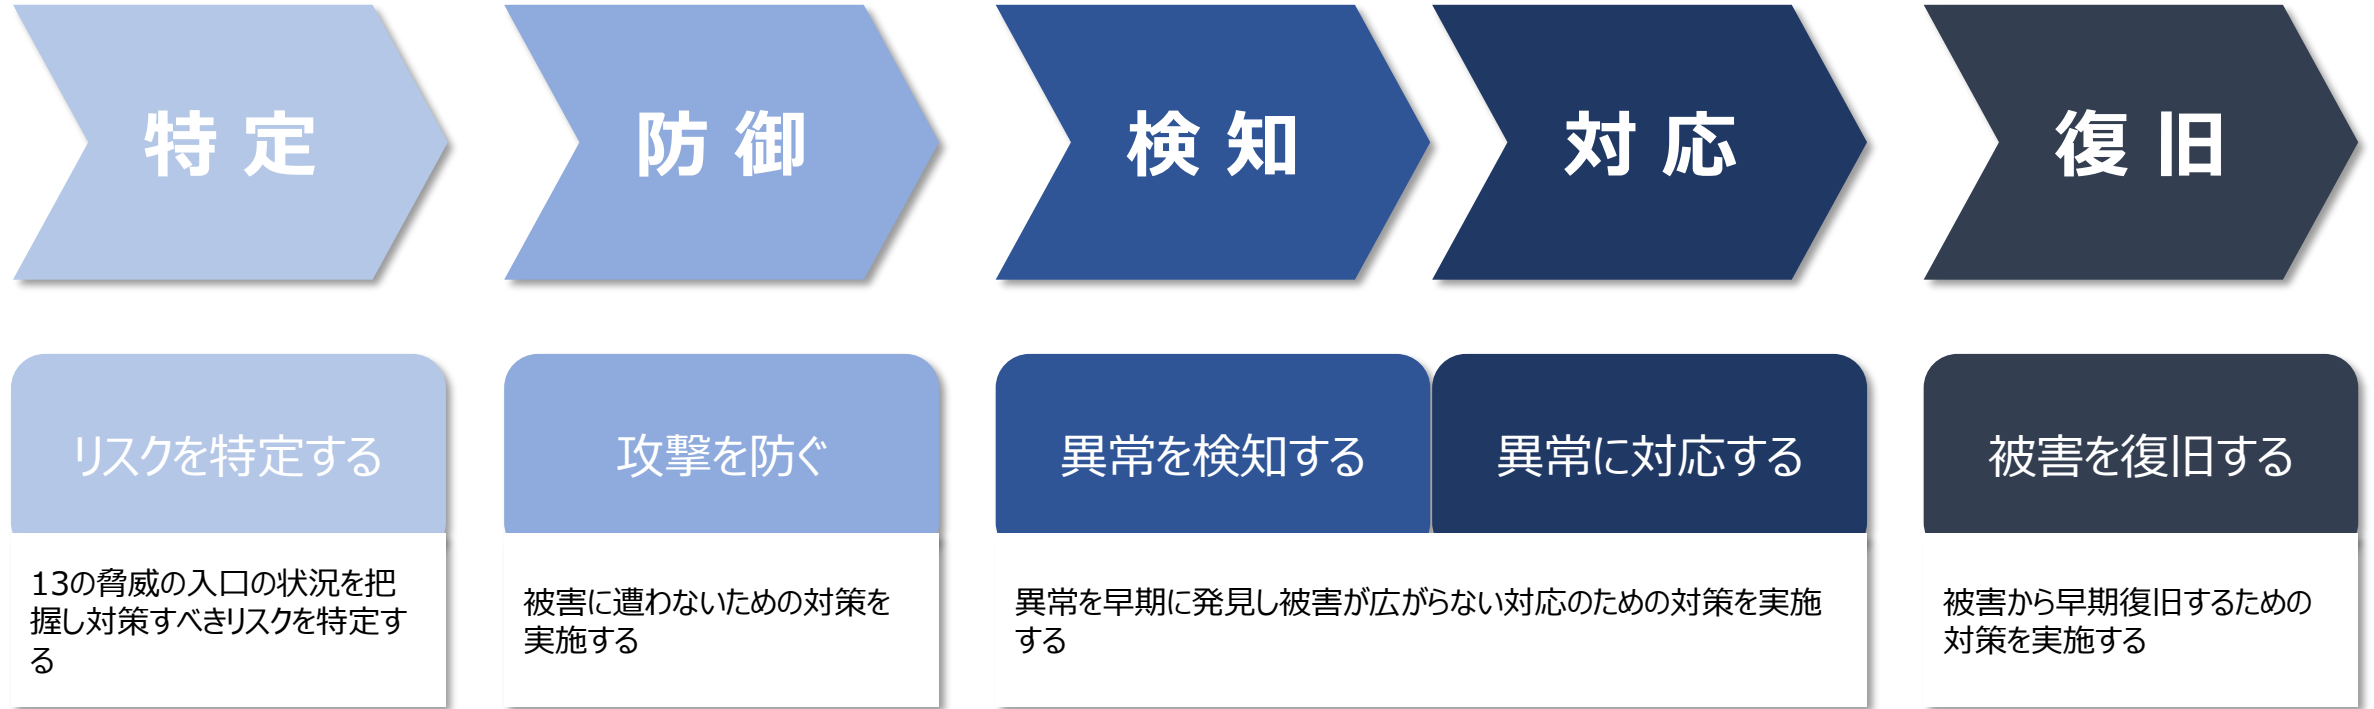 特定
防御
検知
対応
復旧
リスクを特定する
攻撃を防ぐ
異常を検知する
異常に対応する
被害を復旧する
13の脅威の入口の状況を把
握し対策すべきリスクを特定す
る
被害に遭わないための対策を
実施する
異常を早期に発見し被害が広がらない対応のための対策を実施
する
被害から早期復旧するための
対策を実施する